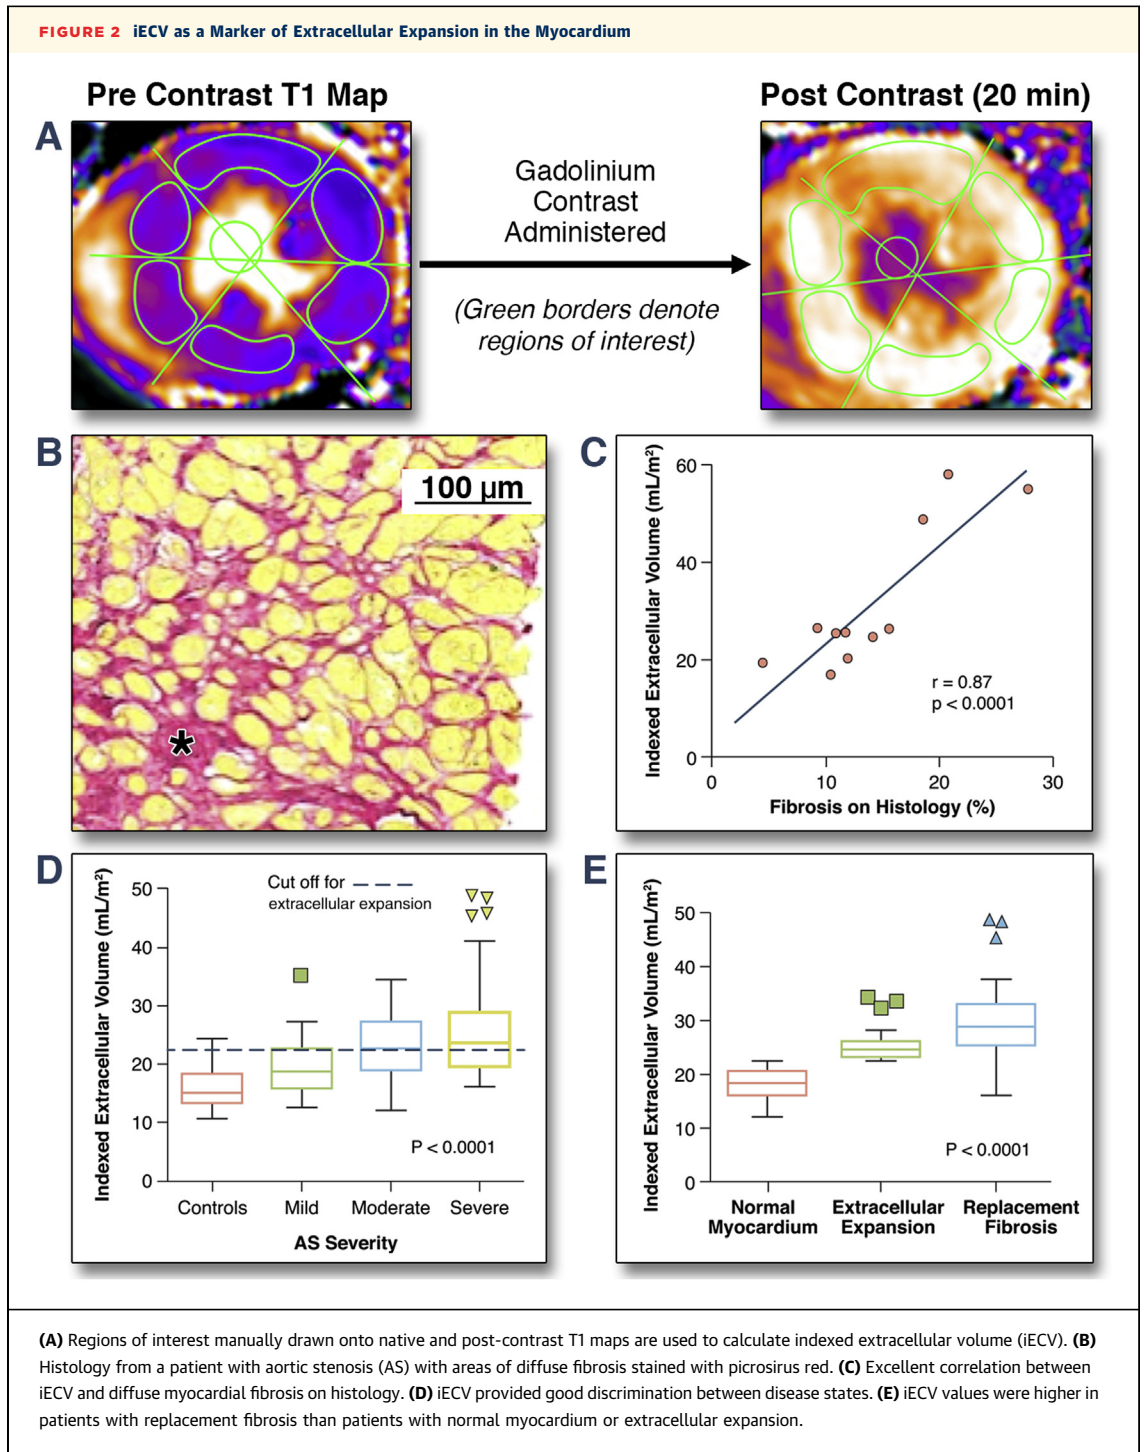 FIGURE 2 iECV as a Marker of Extracellular Expansion in the Myocardium
Pre Contrast T1 Map
Post Contrast (20 min)
A
Gadolinium
Contrast
Administered
(Green borders denote
regions of interest)
B
100 µm
*
C
Indexed Extracellular Volume (mL/m²)
60
40
20
0
0
10
20
30
r = 0.87
p < 0.0001
Fibrosis on Histology (%)
D
Indexed Extracellular Volume (mL/m²)
50
40
30
20
10
0
Cut off for
extracellular expansion
P < 0.0001
Controls
Mild
Moderate
Severe
AS Severity
E
Indexed Extracellular Volume (mL/m²)
50
40
30
20
10
0
P < 0.0001
Normal
Myocardium
Extracellular
Expansion
Replacement
Fibrosis
(A) Regions of interest manually drawn onto native and post-contrast T1 maps are used to calculate indexed extracellular volume (iECV). (B)
Histology from a patient with aortic stenosis (AS) with areas of diffuse fibrosis stained with picrosirus red. (C) Excellent correlation between
iECV and diffuse myocardial fibrosis on histology. (D) iECV provided good discrimination between disease states. (E) iECV values were higher in
patients with replacement fibrosis than patients with normal myocardium or extracellular expansion.